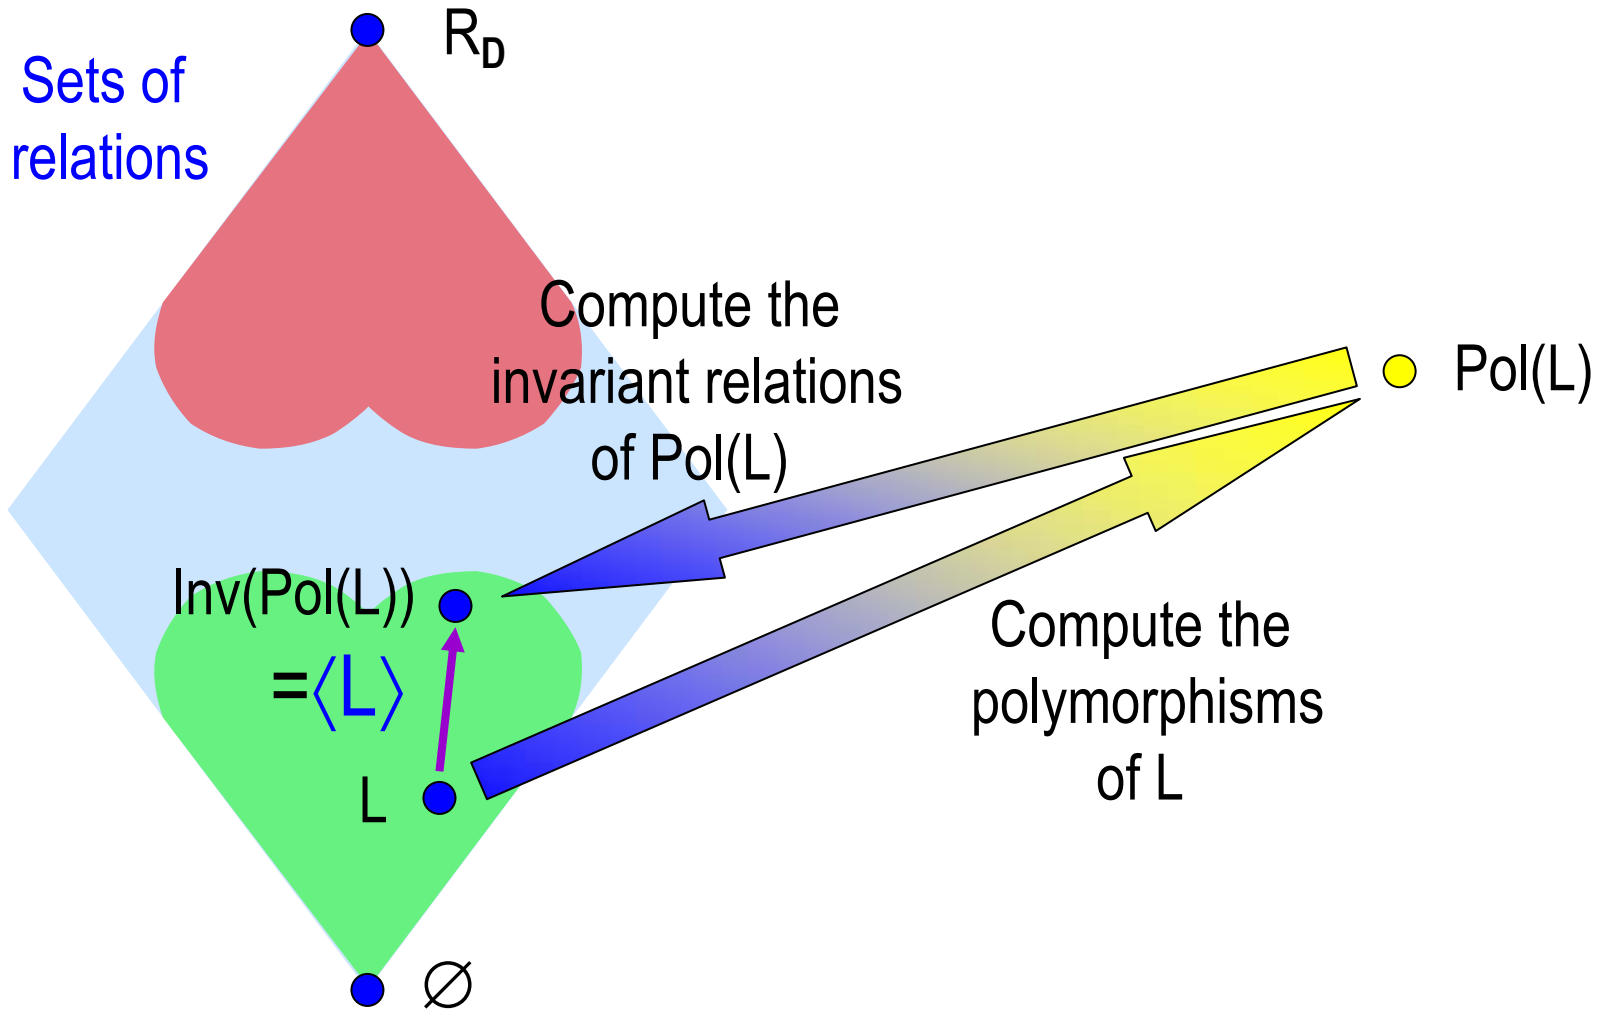 R_D
Sets of
relations
Compute the
invariant relations
of Pol(L)
Pol(L)
Inv(Pol(L))
=⟨L⟩
Compute the
polymorphisms
of L
L
∅